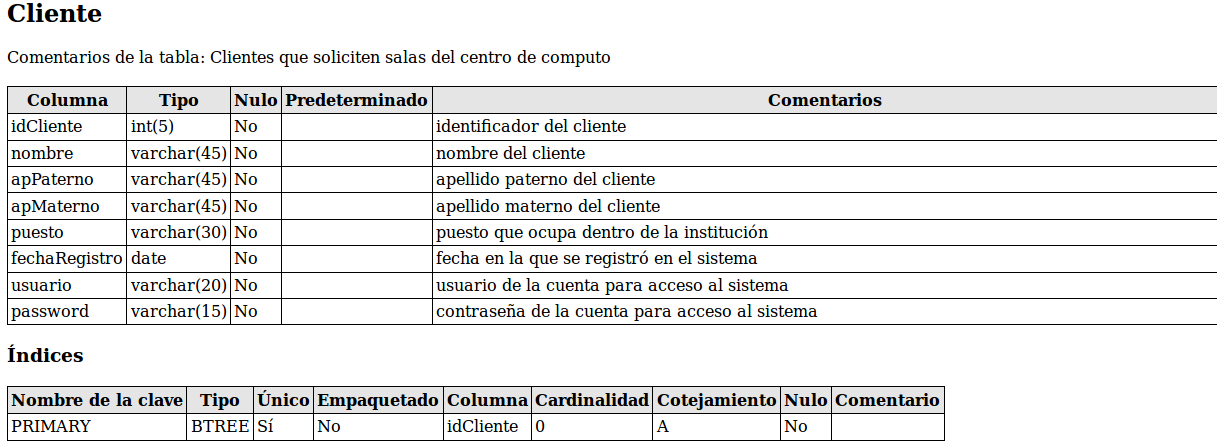 Cliente
Comentarios de la tabla: Clientes que soliciten salas del centro de computo
Columna Tipo Nulo Predeterminado Comentarios
idCliente int(5) No identificador del cliente
nombre varchar(45) No nombre del cliente
apPaterno varchar(45) No apellido paterno del cliente
apMaterno varchar(45) No apellido materno del cliente
puesto varchar(30) No puesto que ocupa dentro de la institución
fechaRegistro date No fecha en la que se registró en el sistema
usuario varchar(20) No usuario de la cuenta para acceso al sistema
password varchar(15) No contraseña de la cuenta para acceso al sistema
Índices
Nombre de la clave Tipo Único Empaquetado Columna Cardinalidad Cotejamiento Nulo Comentario
PRIMARY BTREE Sí No idCliente 0 A No